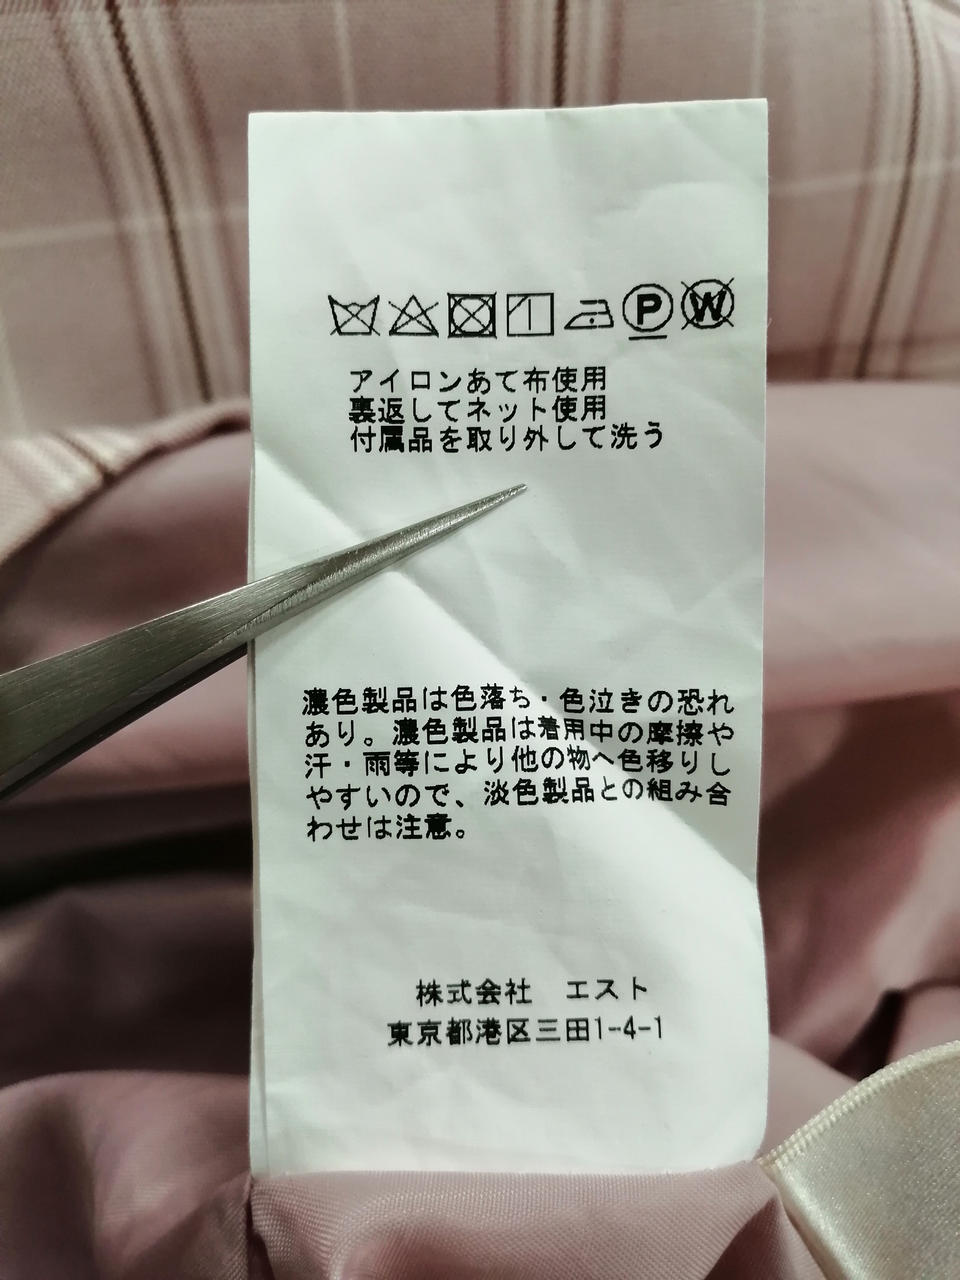 P W
アイロンあて布使用
裏返してネット使用
付属品を取り外して洗う
濃色製品は色落ち・色泣きの恐れ
あり。濃色製品は着用中の摩擦や
汗・雨等により他の物へ色移りし
やすいので、淡色製品との組み合
わせは注意。
株式会社　エスト
東京都港区三田1-4-1